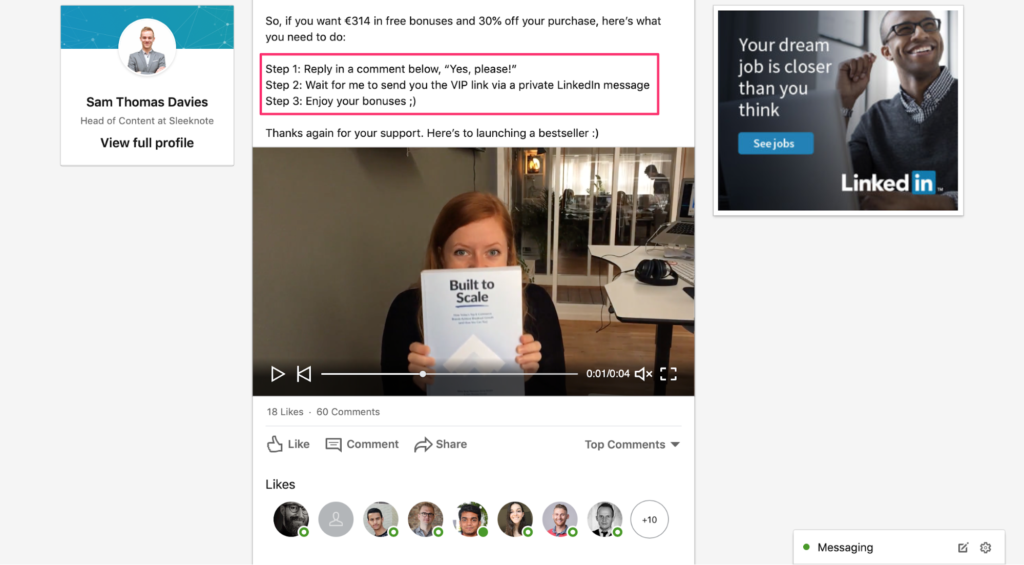 So, if you want €314 in free bonuses and 30% off your purchase, here's what
you need to do:
Step 1: Reply in a comment below, "Yes, please!"
Step 2: Wait for me to send you the VIP link via a private LinkedIn message
Step 3: Enjoy your bonuses ;)
Thanks again for your support. Here's to launching a bestseller :)
Sam Thomas Davies
Head of Content at Sleeknote
View full profile
Built to
Scale
0:01/0:04
18 Likes · 60 Comments
Like
Comment
Share
Top Comments
Likes
+10
Your dream
job is closer
than you
think
See jobs
Linked in
Messaging